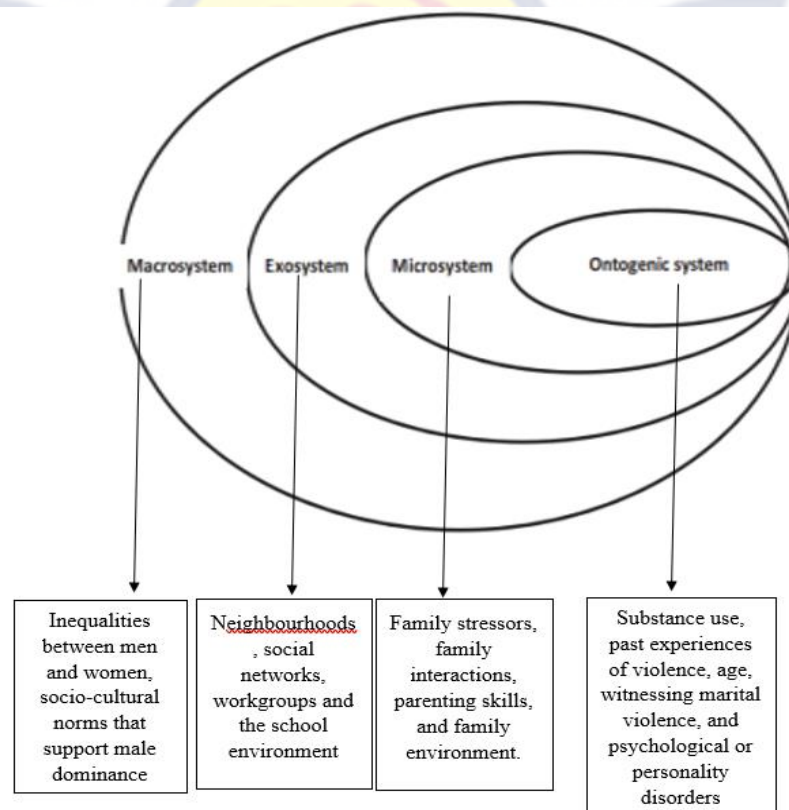 Macrosystem Exosystem Microsystem Ontogenic system
Inequalities
between men
and women,
socio-cultural
norms that
support male
dominance
Neighbourhoods
, social
networks,
workgroups and
the school
environment
Family stressors,
family
interactions,
parenting skills,
and family
environment.
Substance use,
past experiences
of violence, age,
witnessing marital
violence, and
psychological or
personality
disorders